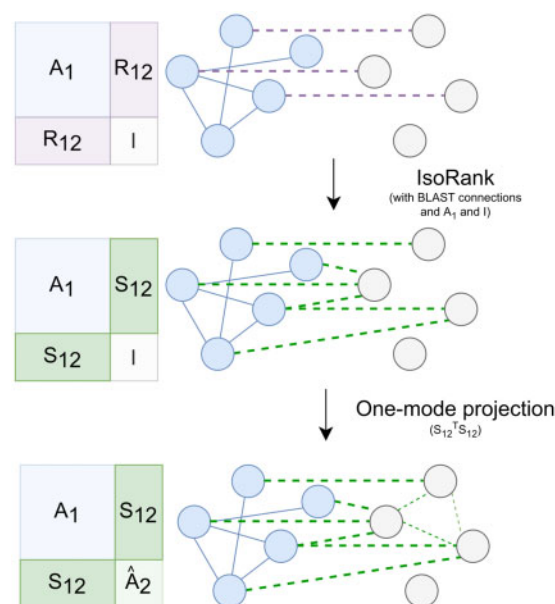 A₁ R₁₂
R₁₂ I
IsoRank
(with BLAST connections
and A₁ and I)
A₁ S₁₂
S₁₂ I
One-mode projection
(S₁₂ᵀS₁₂)
A₁ S₁₂
S₁₂ Â₂